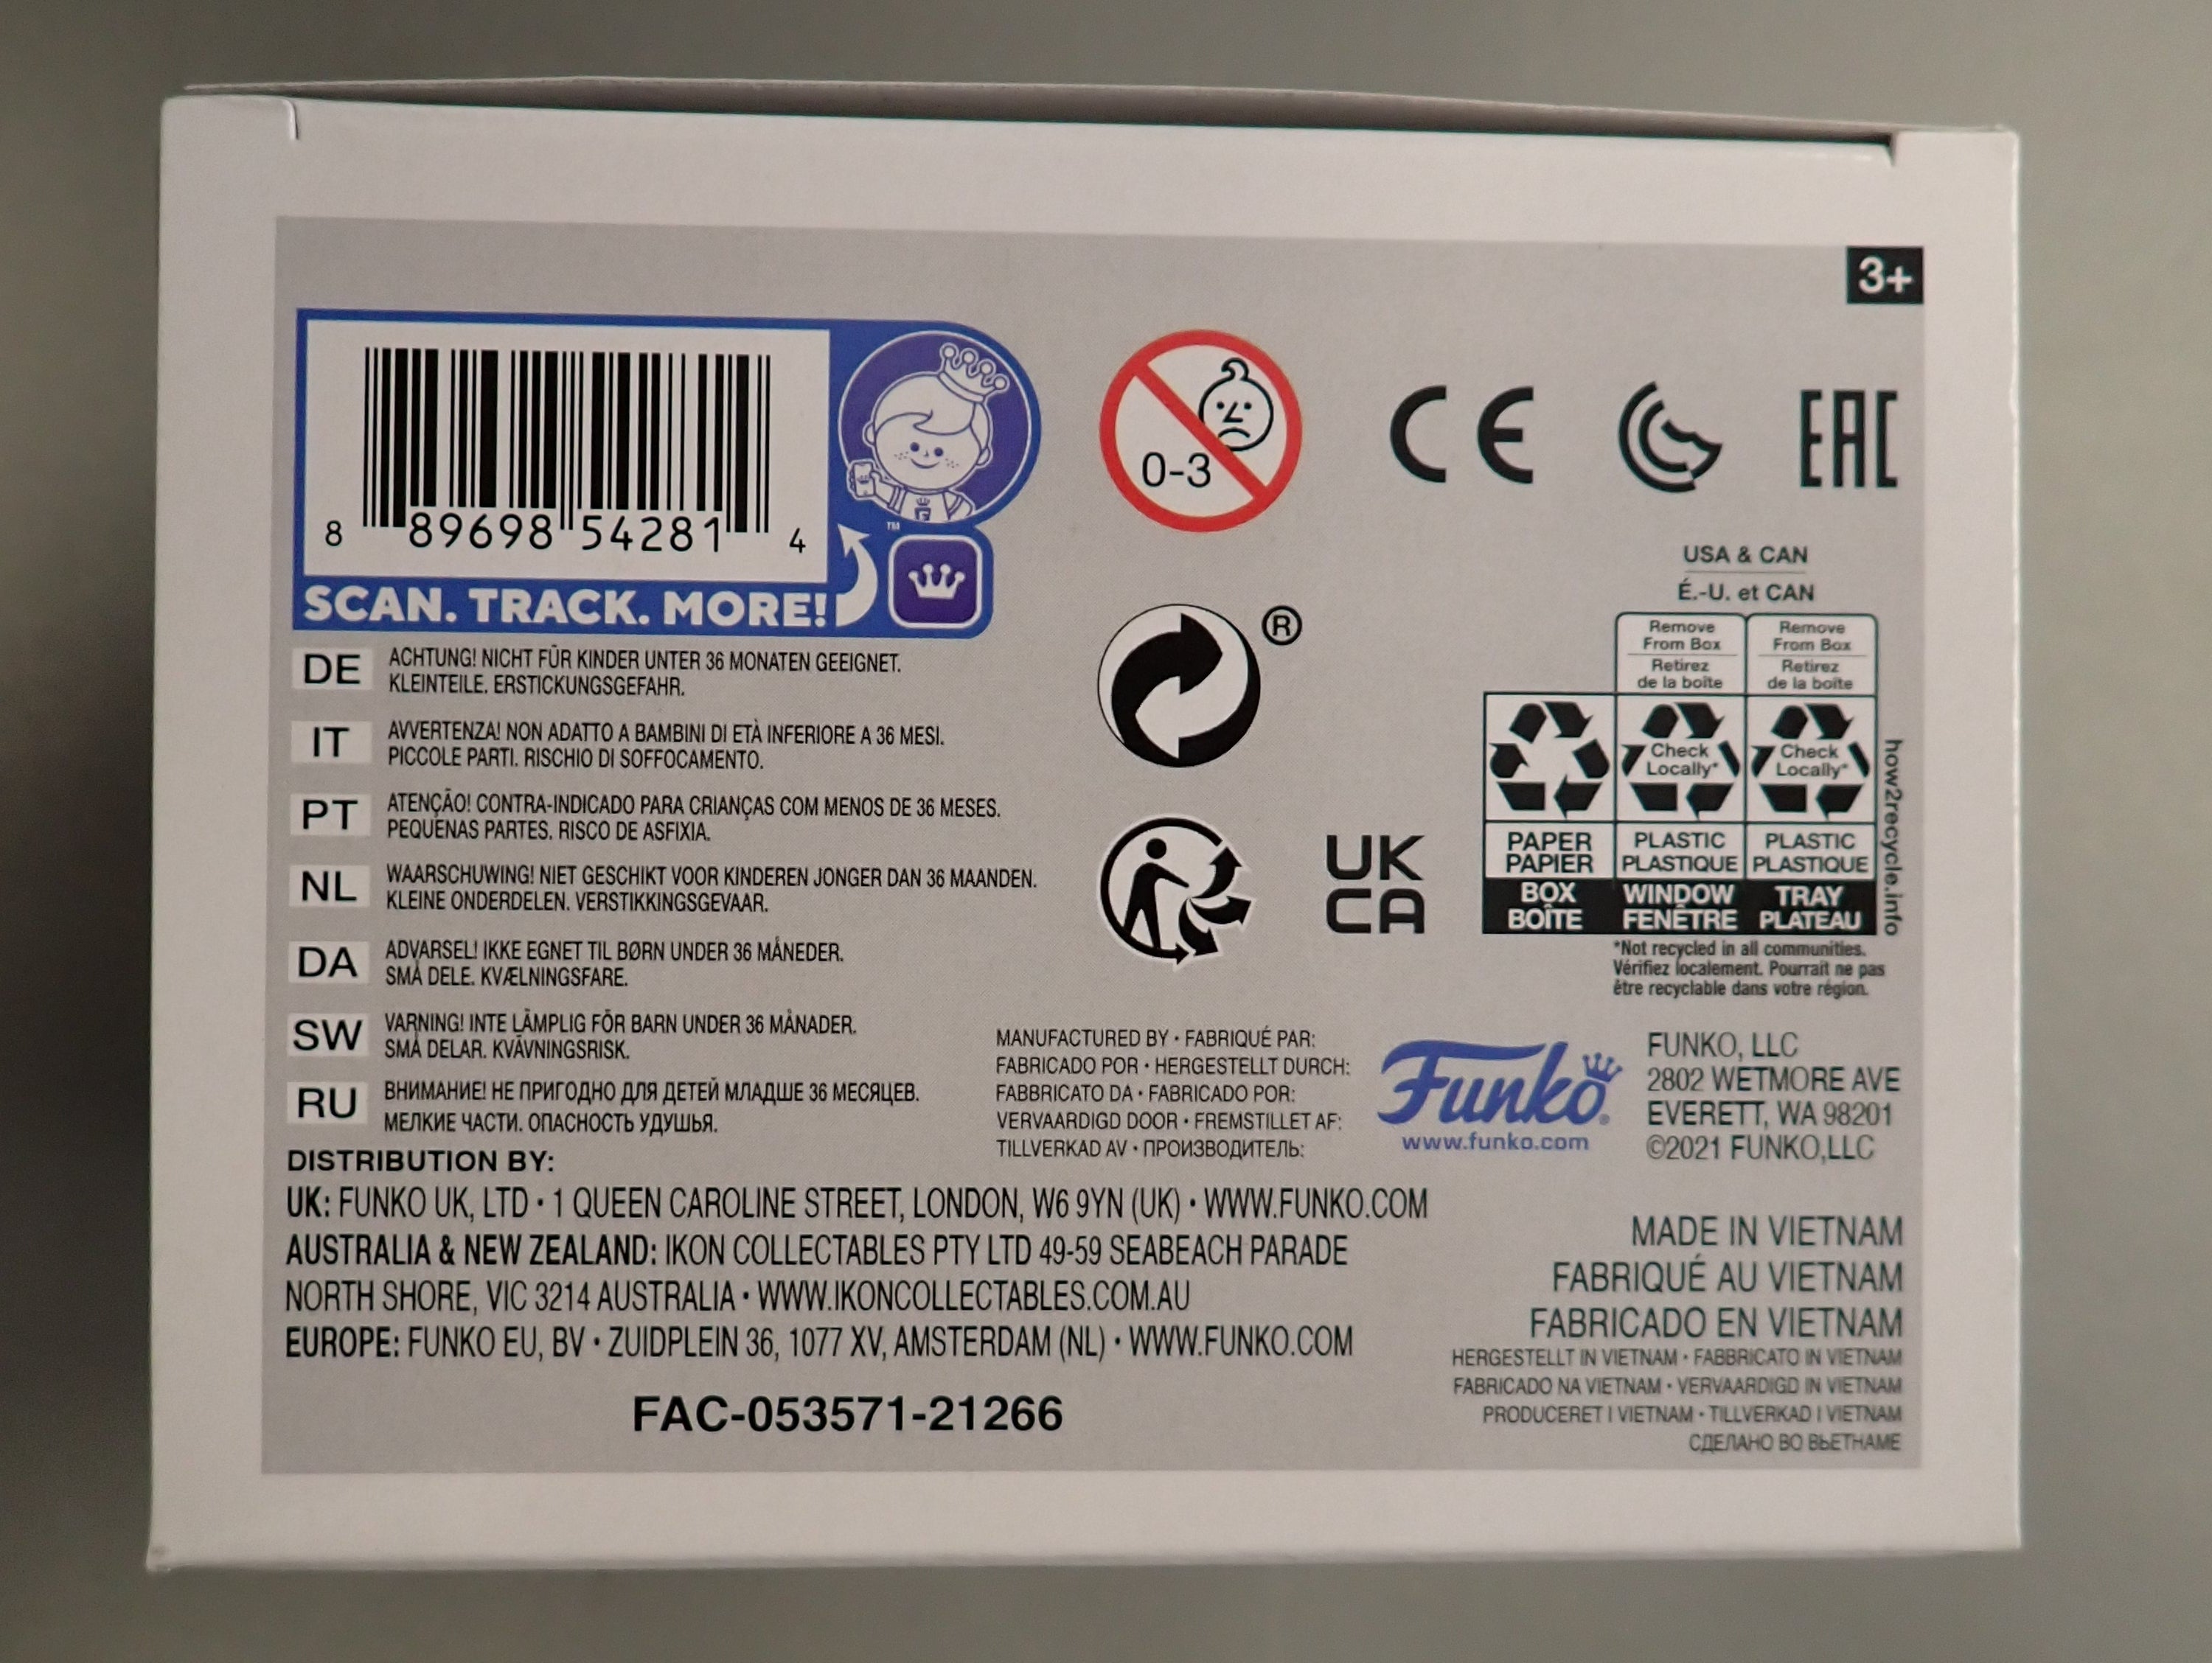 3+
8 89698 54281 4
SCAN. TRACK. MORE!
™
0-3
CE
EAC
®
UK
CA
USA & CAN
É.-U. et CAN
Remove From Box
Retirez de la boîte
Remove From Box
Retirez de la boîte
Check Locally*
Check Locally*
PAPER PAPIER
PLASTIC PLASTIQUE
PLASTIC PLASTIQUE
BOX BOÎTE
WINDOW FENÊTRE
TRAY PLATEAU
how2recycle.info
*Not recycled in all communities.
Vérifiez localement. Pourrait ne pas
être recyclable dans votre région.
DE ACHTUNG! NICHT FÜR KINDER UNTER 36 MONATEN GEEIGNET.
KLEINTEILE. ERSTICKUNGSGEFAHR.
IT AVVERTENZA! NON ADATTO A BAMBINI DI ETÀ INFERIORE A 36 MESI.
PICCOLE PARTI. RISCHIO DI SOFFOCAMENTO.
PT ATENÇÃO! CONTRA-INDICADO PARA CRIANÇAS COM MENOS DE 36 MESES.
PEQUENAS PARTES. RISCO DE ASFIXIA.
NL WAARSCHUWING! NIET GESCHIKT VOOR KINDEREN JONGER DAN 36 MAANDEN.
KLEINE ONDERDELEN. VERSTIKKINGSGEVAAR.
DA ADVARSEL! IKKE EGNET TIL BØRN UNDER 36 MÅNEDER.
SMÅ DELE. KVÆLNINGSFARE.
SW VARNING! INTE LÄMPLIG FÖR BARN UNDER 36 MÅNADER.
SMÅ DELAR. KVÄVNINGSRISK.
RU ВНИМАНИЕ! НЕ ПРИГОДНО ДЛЯ ДЕТЕЙ МЛАДШЕ 36 МЕСЯЦЕВ.
МЕЛКИЕ ЧАСТИ. ОПАСНОСТЬ УДУШЬЯ.
MANUFACTURED BY • FABRIQUÉ PAR:
FABRICADO POR • HERGESTELLT DURCH:
FABBRICATO DA • FABRICADO POR:
VERVAARDIGD DOOR • FREMSTILLET AF:
TILLVERKAD AV • ПРОИЗВОДИТЕЛЬ:
Funko®
www.funko.com
FUNKO, LLC
2802 WETMORE AVE
EVERETT, WA 98201
©2021 FUNKO,LLC
DISTRIBUTION BY:
UK: FUNKO UK, LTD • 1 QUEEN CAROLINE STREET, LONDON, W6 9YN (UK) • WWW.FUNKO.COM
AUSTRALIA & NEW ZEALAND: IKON COLLECTABLES PTY LTD 49-59 SEABEACH PARADE
NORTH SHORE, VIC 3214 AUSTRALIA • WWW.IKONCOLLECTABLES.COM.AU
EUROPE: FUNKO EU, BV • ZUIDPLEIN 36, 1077 XV, AMSTERDAM (NL) • WWW.FUNKO.COM
FAC-053571-21266
MADE IN VIETNAM
FABRIQUÉ AU VIETNAM
FABRICADO EN VIETNAM
HERGESTELLT IN VIETNAM • FABBRICATO IN VIETNAM
FABRICADO NA VIETNAM • VERVAARDIGD IN VIETNAM
PRODUCERET I VIETNAM • TILLVERKAD I VIETNAM
СДЕЛАНО ВО ВЬЕТНАМЕ